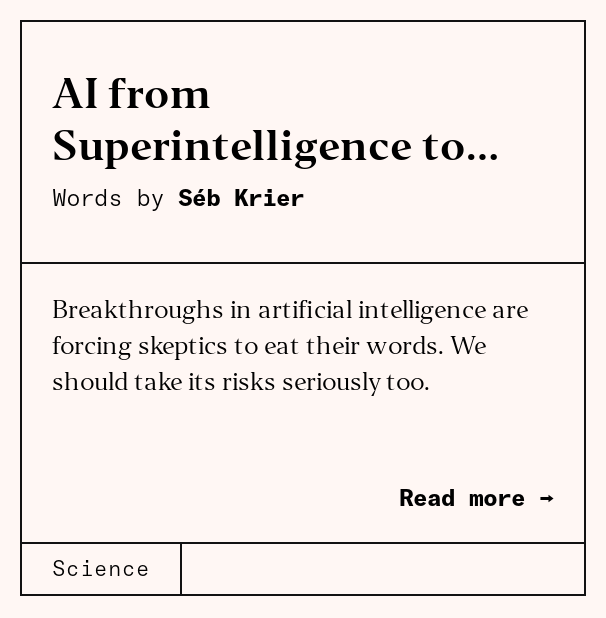 AI from
Superintelligence to...
Words by Séb Krier
Breakthroughs in artificial intelligence are
forcing skeptics to eat their words. We
should take its risks seriously too.
Read more →
Science